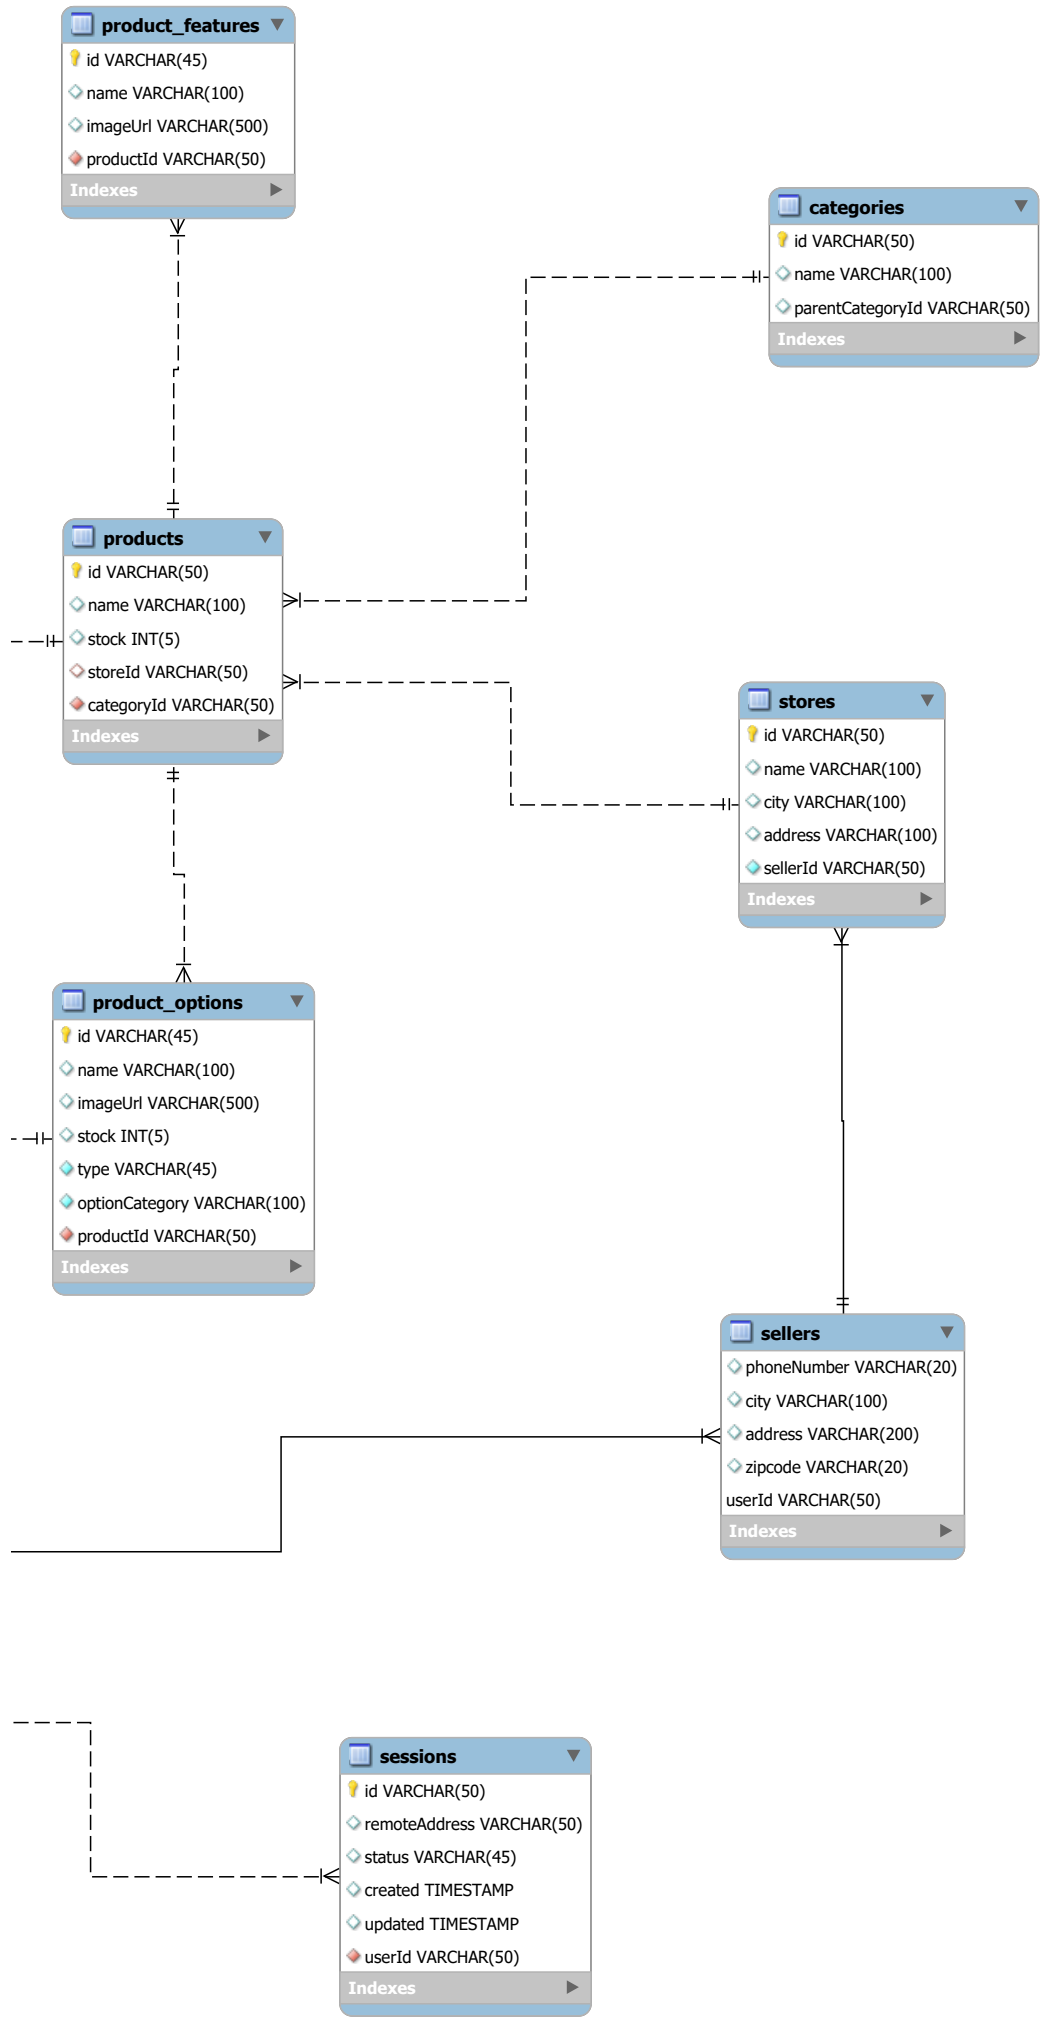 product_features
id VARCHAR(45)
name VARCHAR(100)
imageUrl VARCHAR(500)
productId VARCHAR(50)
Indexes
categories
id VARCHAR(50)
name VARCHAR(100)
parentCategoryId VARCHAR(50)
Indexes
products
id VARCHAR(50)
name VARCHAR(100)
stock INT(5)
storeId VARCHAR(50)
categoryId VARCHAR(50)
Indexes
stores
id VARCHAR(50)
name VARCHAR(100)
city VARCHAR(100)
address VARCHAR(100)
sellerId VARCHAR(50)
Indexes
product_options
id VARCHAR(45)
name VARCHAR(100)
imageUrl VARCHAR(500)
stock INT(5)
type VARCHAR(45)
optionCategory VARCHAR(100)
productId VARCHAR(50)
Indexes
sellers
phoneNumber VARCHAR(20)
city VARCHAR(100)
address VARCHAR(200)
zipcode VARCHAR(20)
userId VARCHAR(50)
Indexes
sessions
id VARCHAR(50)
remoteAddress VARCHAR(50)
status VARCHAR(45)
created TIMESTAMP
updated TIMESTAMP
userId VARCHAR(50)
Indexes